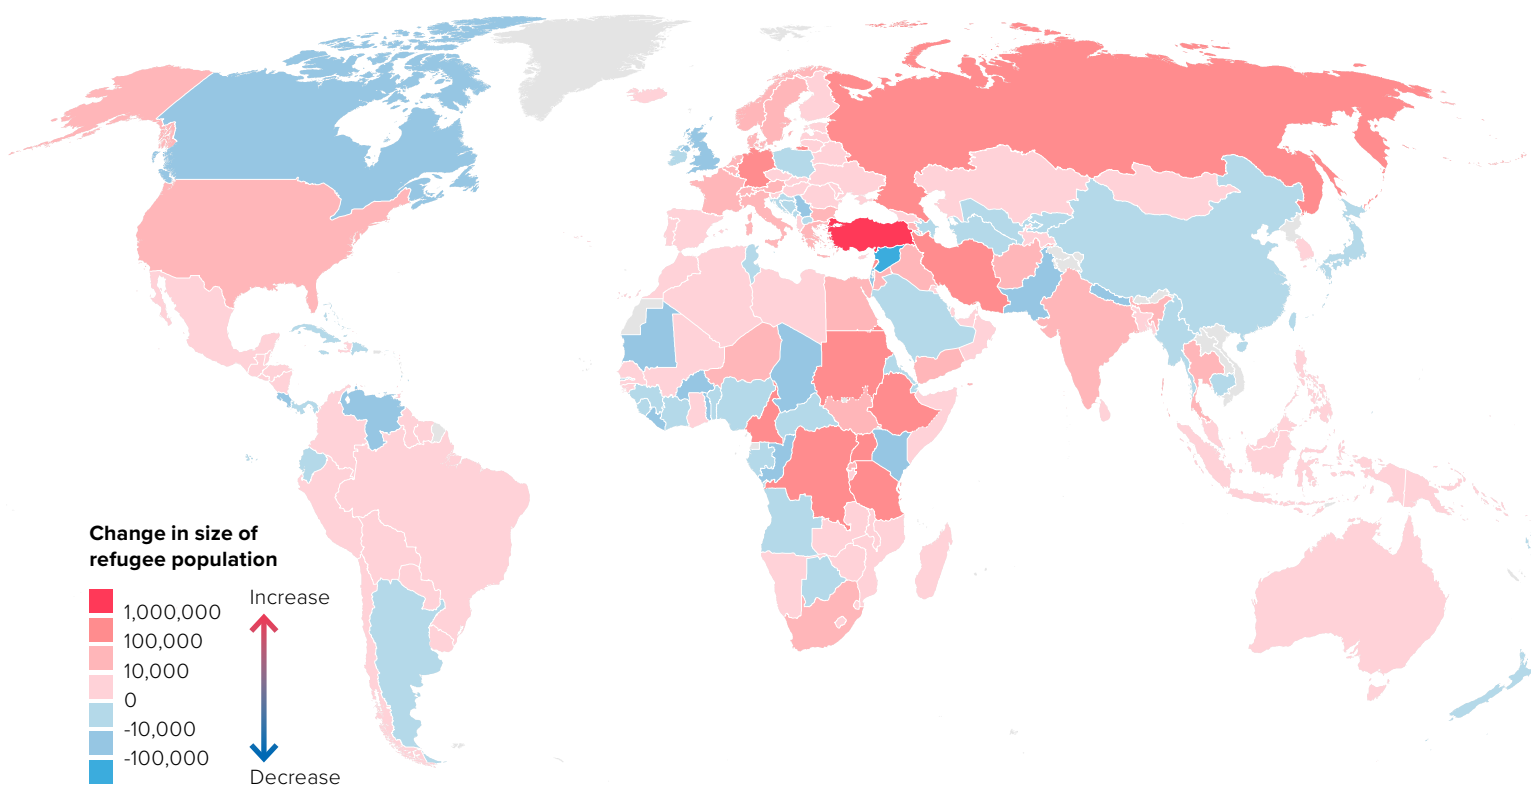 Change in size of
refugee population
Increase
1,000,000
100,000
10,000
0
-10,000
-100,000
Decrease